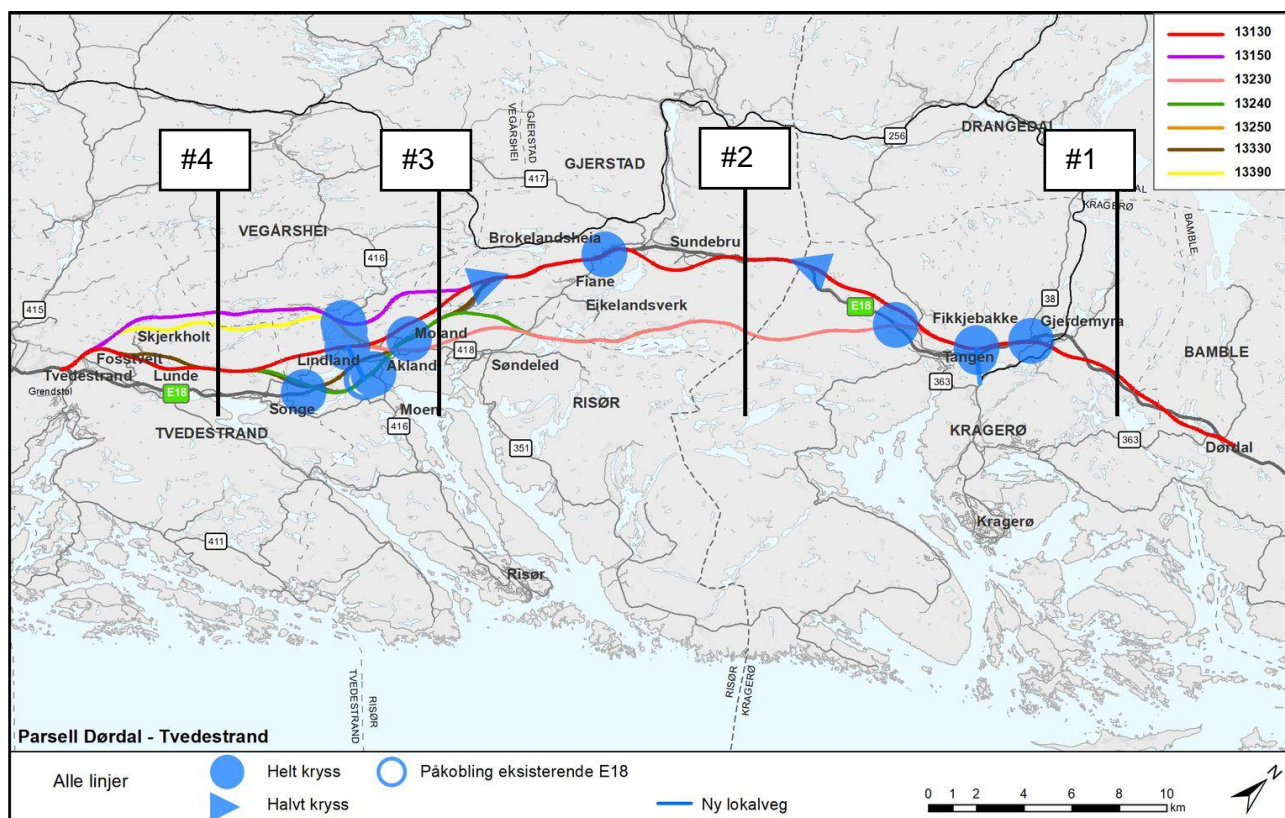 13130
13150
13230
13240
13250
13330
13390
DRANGEDAL
256
#4
#3
#2
#1
VEGÅRSHEI
GJERSTAD
GJERSTAD
417
KRAGERØ
BAMBLE
VEGÅRSHEI
Brokelandsheia
Sundebru
416
Fiane
Eikelandsverk
415
E18
38
Fikkjebakke
Gjerdemyra
Skjerkholt
Moland
BAMBLE
Fosstveit
Lindland
418
Tangen
Tvedestrand
Lunde
Akland
Søndeled
363
Grendstøl
E18
Songe
Moen
RISØR
TVEDESTRAND
416
KRAGERØ
363
351
Dørdal
Kragerø
411
Risør
TVEDESTRAND
RISØR
RISØR
KRAGERØ
Parsell Dørdal - Tvedestrand
Alle linjer
Helt kryss
Påkobling eksisterende E18
Halvt kryss
Ny lokalveg
0 1 2 4 6 8 10
km
N